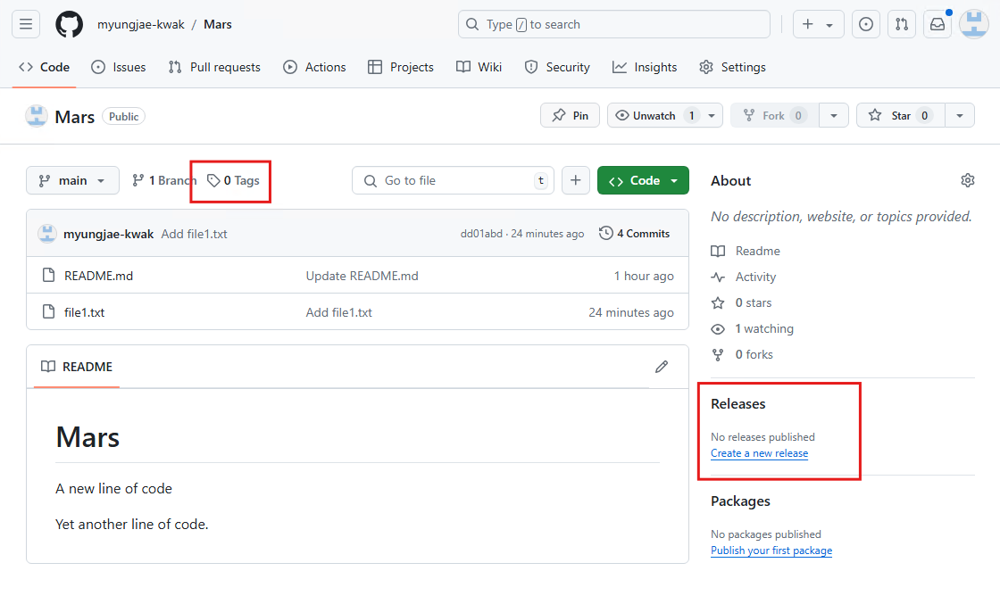 myungjae-kwak / Mars
Type / to search
Code Issues Pull requests Actions Projects Wiki Security Insights Settings
Mars Public
Pin Unwatch 1 Fork 0 Star 0
main 1 Branch 0 Tags Go to file t Code
myungjae-kwak Add file1.txt dd01abd · 24 minutes ago 4 Commits
README.md Update README.md 1 hour ago
file1.txt Add file1.txt 24 minutes ago
README
Mars
A new line of code
Yet another line of code.
About
No description, website, or topics provided.
Readme
Activity
0 stars
1 watching
0 forks
Releases
No releases published
Create a new release
Packages
No packages published
Publish your first package